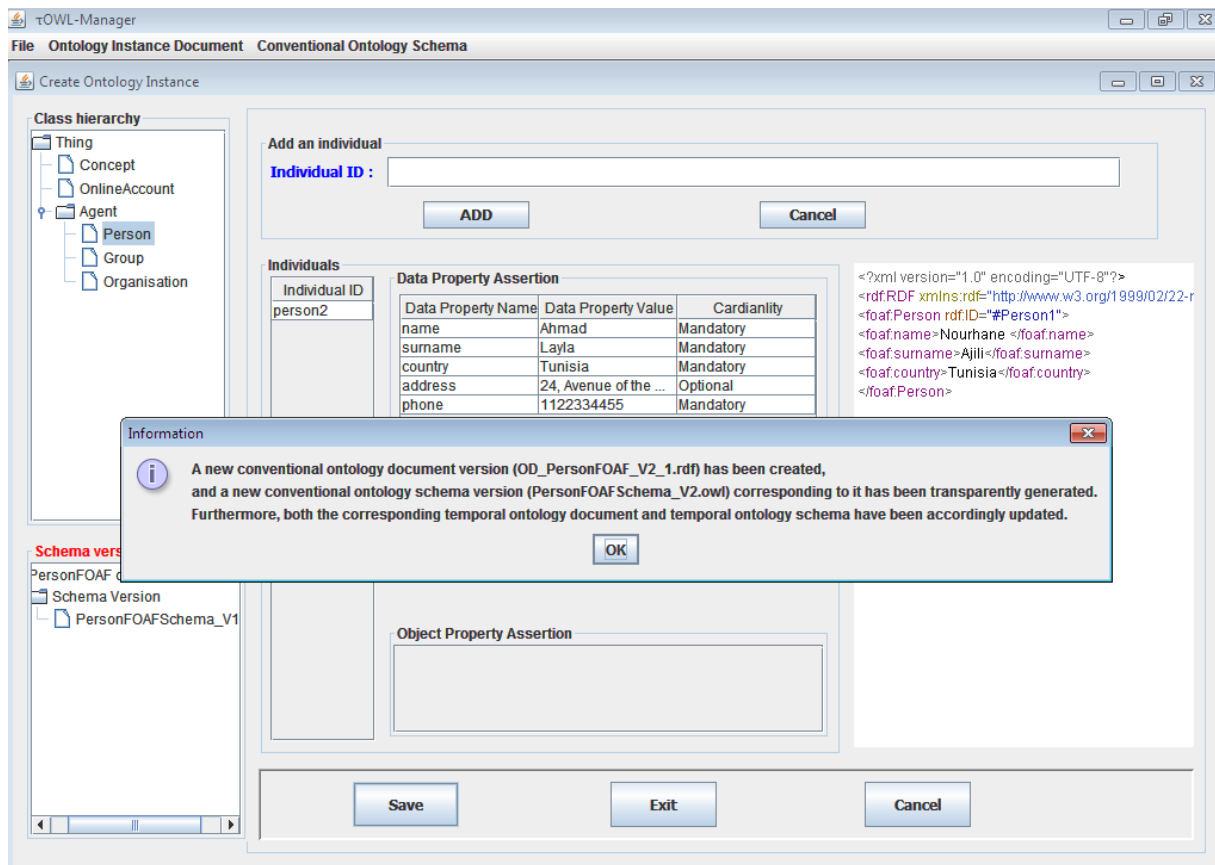 τOWL-Manager
File Ontology Instance Document Conventional Ontology Schema
Create Ontology Instance
Class hierarchy
Thing
Concept
OnlineAccount
Agent
Person
Group
Organisation
Add an individual
Individual ID :
ADD Cancel
Individuals
Individual ID
person2
Data Property Assertion
Data Property Name Data Property Value Cardianlity
name Ahmad Mandatory
surname Layla Mandatory
country Tunisia Mandatory
address 24, Avenue of the ... Optional
phone 1122334455 Mandatory
<?xml version="1.0" encoding="UTF-8"?>
<rdf:RDF xmlns:rdf="http://www.w3.org/1999/02/22-r
<foaf:Person rdf:ID="#Person1">
<foaf:name>Nourhane </foaf:name>
<foaf:surname>Ajili</foaf:surname>
<foaf:country>Tunisia</foaf:country>
</foaf:Person>
Information
A new conventional ontology document version (OD_PersonFOAF_V2_1.rdf) has been created,
and a new conventional ontology schema version (PersonFOAFSchema_V2.owl) corresponding to it has been transparently generated.
Furthermore, both the corresponding temporal ontology document and temporal ontology schema have been accordingly updated.
OK
Schema vers
PersonFOAF
Schema Version
PersonFOAFSchema_V1
Object Property Assertion
Save Exit Cancel